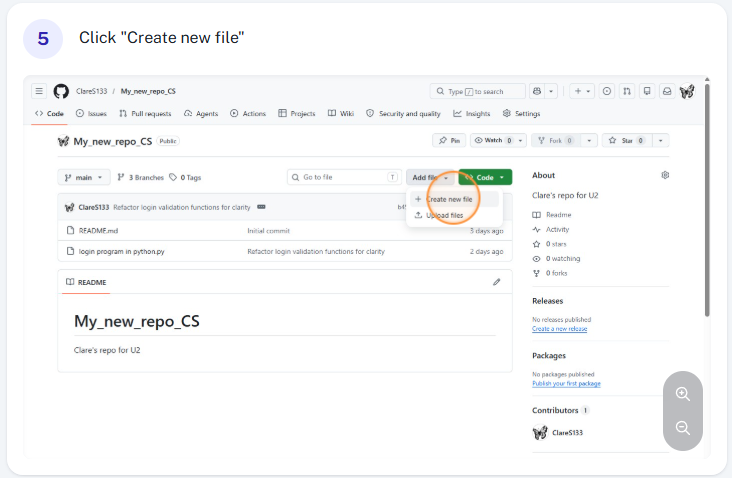 5
Click "Create new file"
ClareS133 / My_new_repo_CS
Type / to search
Code Issues Pull requests Agents Actions Projects Wiki Security and quality Insights Settings
My_new_repo_CS Public
Pin Watch 0 Fork 0 Star 0
main 3 Branches 0 Tags
Go to file T
Add file Code
Create new file
Upload files
ClareS133 Refactor login validation functions for clarity
README.md Initial commit 3 days ago
login program in python.py Refactor login validation functions for clarity 2 days ago
README
My_new_repo_CS
Clare's repo for U2
About
Clare's repo for U2
Readme
Activity
0 stars
0 watching
0 forks
Releases
No releases published
Create a new release
Packages
No packages published
Publish your first package
Contributors 1
ClareS133